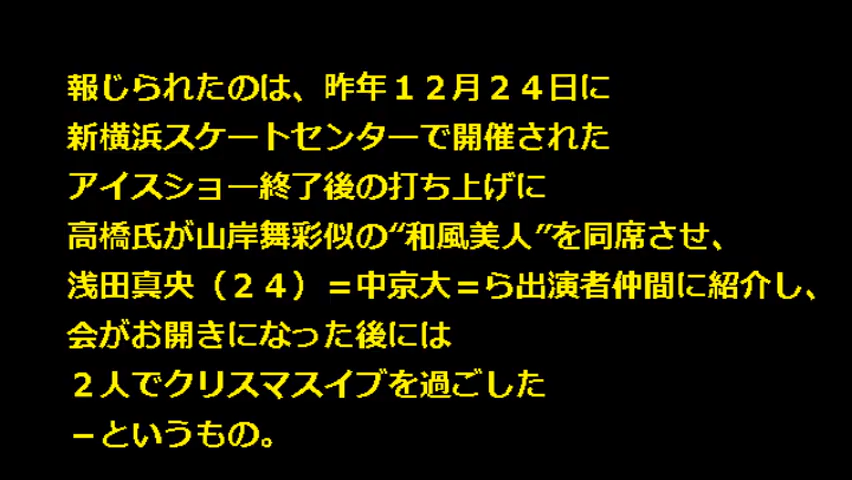 報じられたのは、昨年１２月２４日に
新横浜スケートセンターで開催された
アイスショー終了後の打ち上げに
高橋氏が山岸舞彩似の“和風美人”を同席させ、
浅田真央（２４）＝中京大＝ら出演者仲間に紹介し、
会がお開きになった後には
２人でクリスマスイブを過ごした
－というもの。